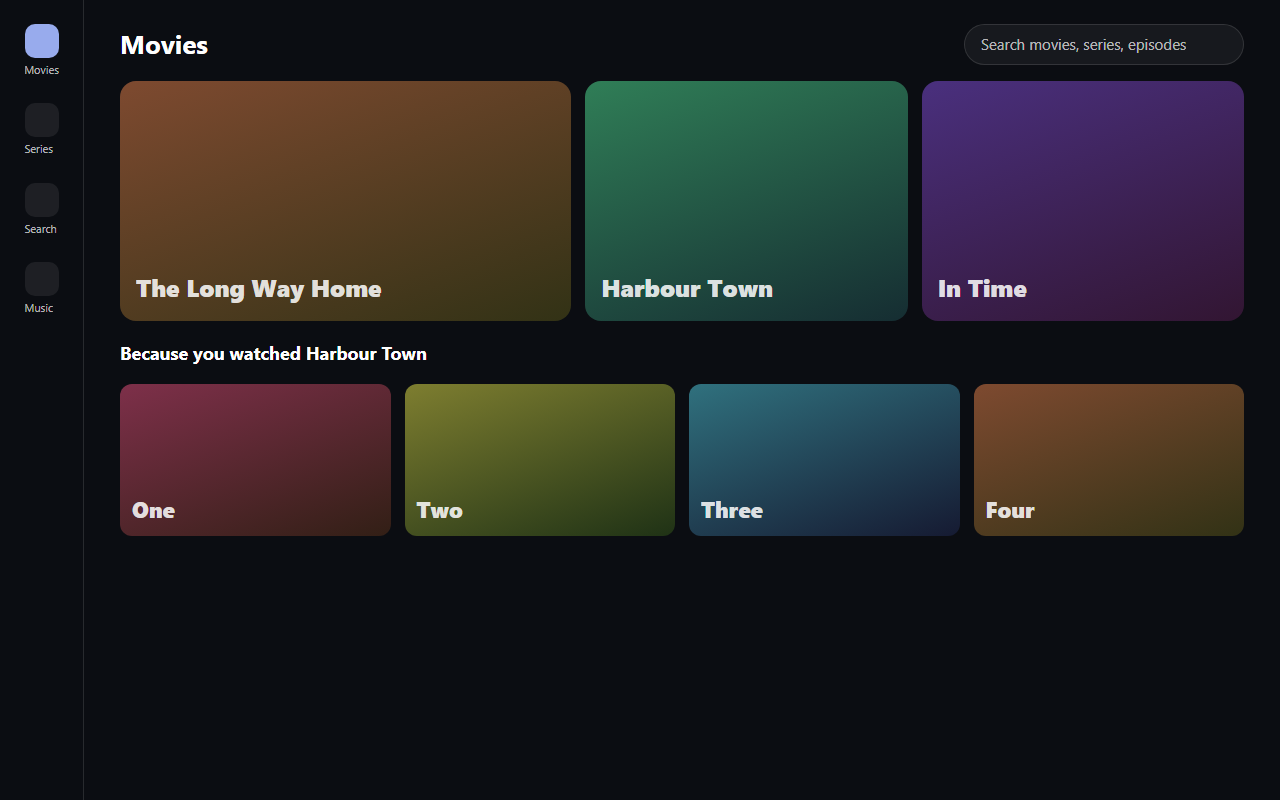 Movies
Series
Search
Music
Movies
Search movies, series, episodes
The Long Way Home
Harbour Town
In Time
Because you watched Harbour Town
One
Two
Three
Four